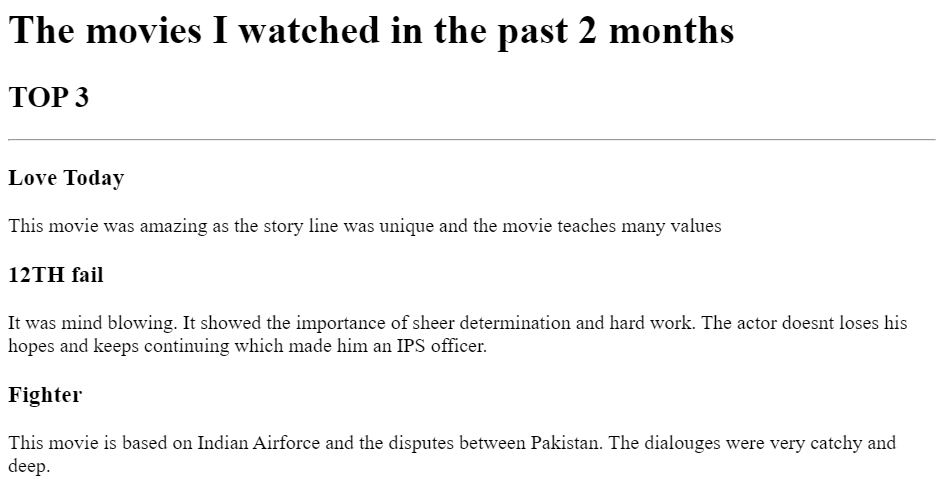 The movies I watched in the past 2 months
TOP 3
Love Today
This movie was amazing as the story line was unique and the movie teaches many values
12TH fail
It was mind blowing. It showed the importance of sheer determination and hard work. The actor doesnt loses his
hopes and keeps continuing which made him an IPS officer.
Fighter
This movie is based on Indian Airforce and the disputes between Pakistan. The dialouges were very catchy and
deep.